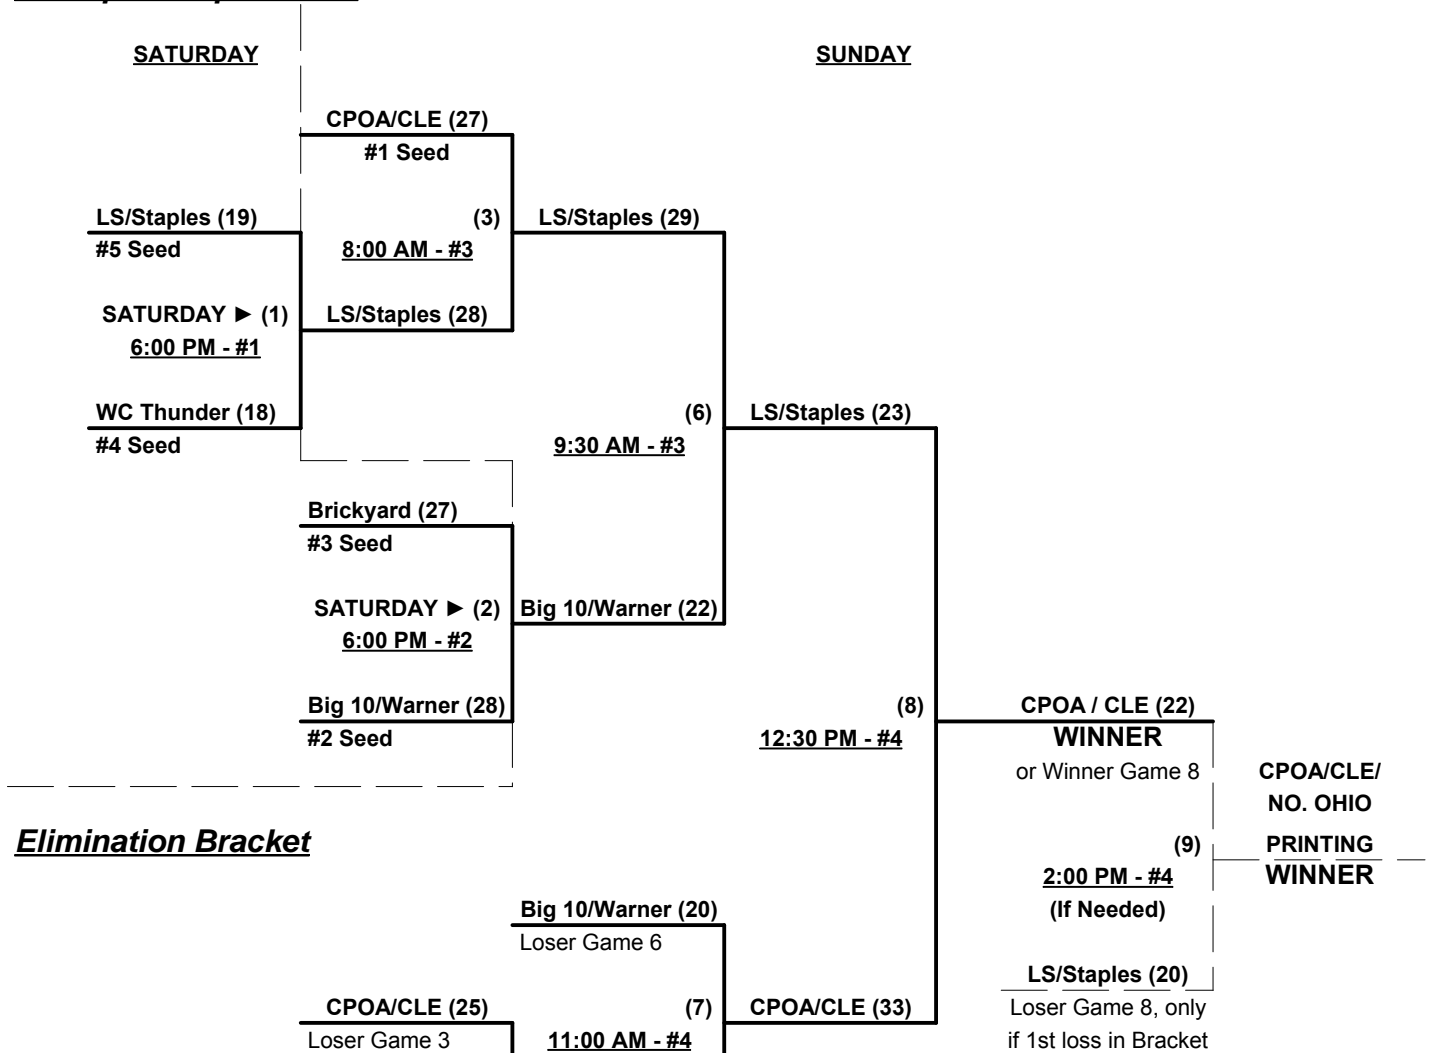 SATURDAY
SUNDAY
CPOA/CLE (27)
#1 Seed
LS/Staples (19)
(3)
LS/Staples (29)
#5 Seed
8:00 AM - #3
SATURDAY ► (1)
LS/Staples (28)
6:00 PM - #1
WC Thunder (18)
(6)
LS/Staples (23)
#4 Seed
9:30 AM - #3
Brickyard (27)
#3 Seed
SATURDAY ► (2)
Big 10/Warner (22)
6:00 PM - #2
Big 10/Warner (28)
(8)
CPOA / CLE (22)
#2 Seed
12:30 PM - #4
WINNER
or Winner Game 8
CPOA/CLE/
NO. OHIO
Elimination Bracket
(9)
PRINTING
2:00 PM - #4
WINNER
(If Needed)
Big 10/Warner (20)
Loser Game 6
LS/Staples (20)
CPOA/CLE (25)
(7)
CPOA/CLE (33)
Loser Game 8, only
Loser Game 3
11:00 AM - #4
if 1st loss in Bracket